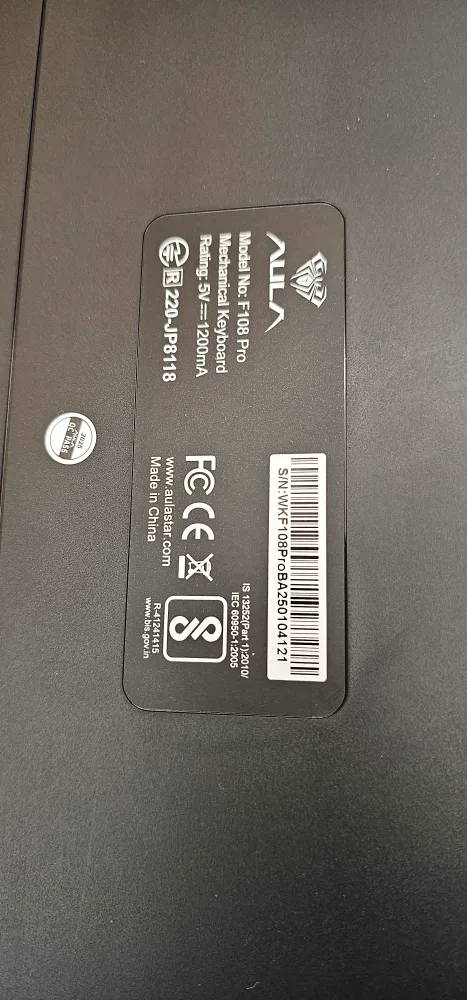 AULA
Model No: F108 Pro
Mechanical Keyboard
Rating: 5V⎓1200mA
R 220-JP8118
S/N:WKF108ProBA250104121
FC CE
www.aulastar.com
Made in China
IS 13252(Part 1):2010/
IEC 60950-1:2005
R-41241415
www.bis.gov.in
2025
QC PASS